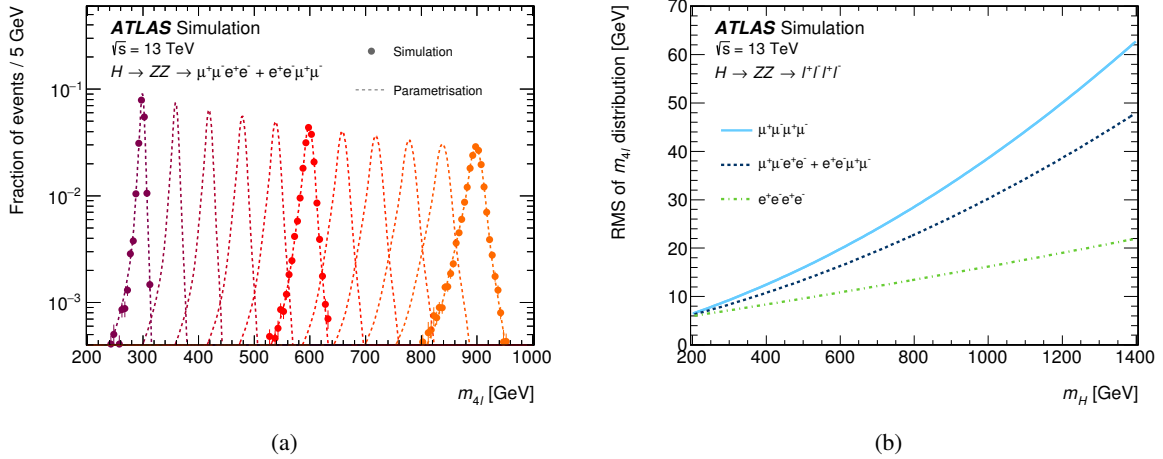 ATLAS Simulation
√s = 13 TeV
H → ZZ → μ⁺μ⁻e⁺e⁻ + e⁺e⁻μ⁺μ⁻
Simulation
Parametrisation
Fraction of events / 5 GeV
10⁻¹
10⁻²
10⁻³
200 300 400 500 600 700 800 900 1000
m₄l [GeV]
(a)
ATLAS Simulation
√s = 13 TeV
H → ZZ → l⁺l⁻l⁺l⁻
μ⁺μ⁻μ⁺μ⁻
μ⁺μ⁻e⁺e⁻ + e⁺e⁻μ⁺μ⁻
e⁺e⁻e⁺e⁻
RMS of m₄l distribution [GeV]
70
60
50
40
30
20
10
0
200 400 600 800 1000 1200 1400
m_H [GeV]
(b)